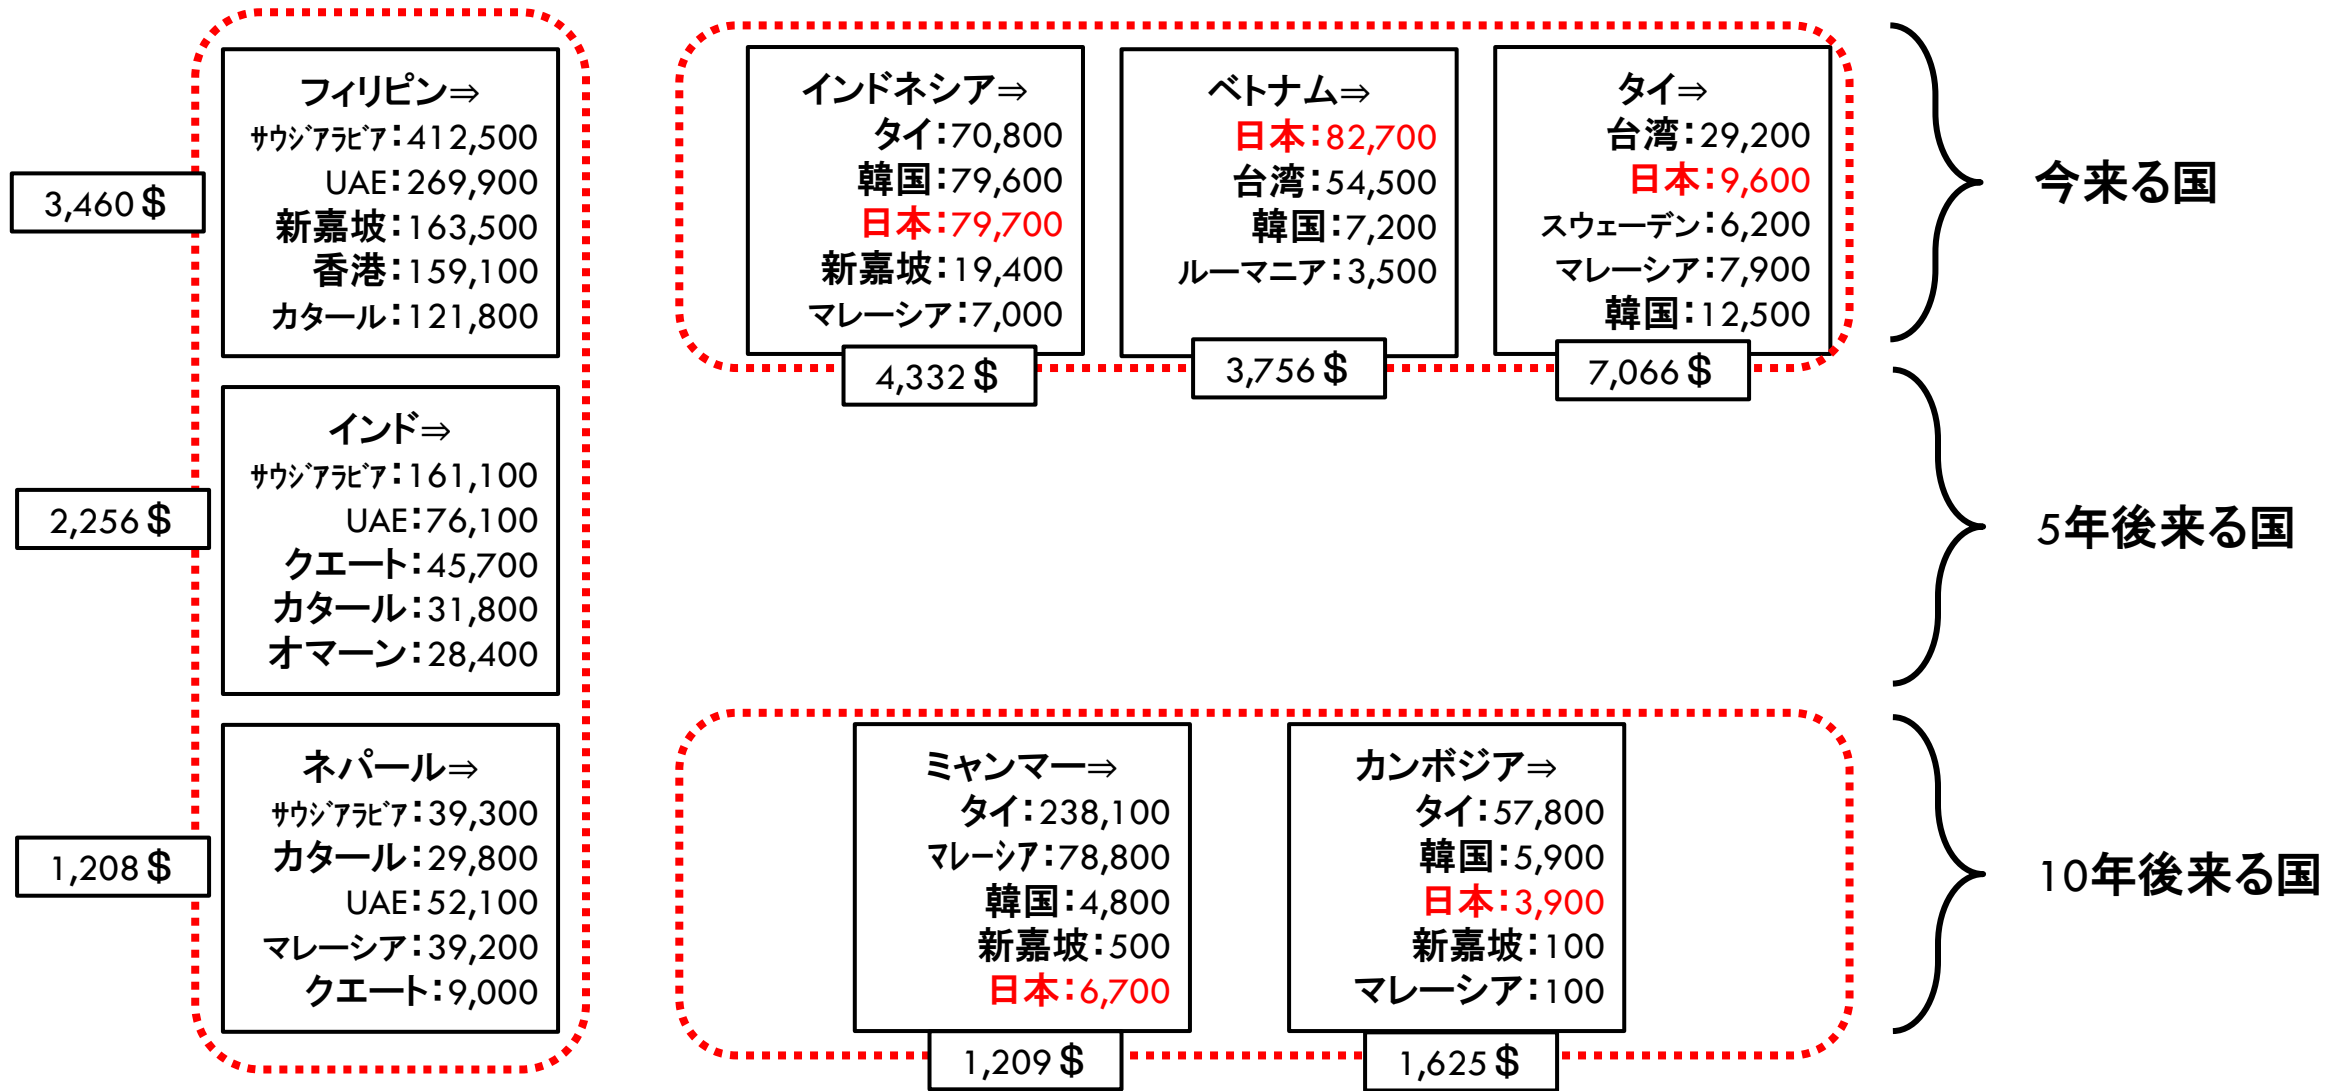 フィリピン⇒
サウジアラビア:412,500
UAE:269,900
新嘉坡:163,500
香港:159,100
カタール:121,800
3,460$
インドネシア⇒
タイ:70,800
韓国:79,600
日本:79,700
新嘉坡:19,400
マレーシア:7,000
4,332$
ベトナム⇒
日本:82,700
台湾:54,500
韓国:7,200
ルーマニア:3,500
3,756$
タイ⇒
台湾:29,200
日本:9,600
スウェーデン:6,200
マレーシア:7,900
韓国:12,500
7,066$
今来る国
インド⇒
サウジアラビア:161,100
UAE:76,100
クエート:45,700
カタール:31,800
オマーン:28,400
2,256$
5年後来る国
ネパール⇒
サウジアラビア:39,300
カタール:29,800
UAE:52,100
マレーシア:39,200
クエート:9,000
1,208$
ミャンマー⇒
タイ:238,100
マレーシア:78,800
韓国:4,800
新嘉坡:500
日本:6,700
1,209$
カンボジア⇒
タイ:57,800
韓国:5,900
日本:3,900
新嘉坡:100
マレーシア:100
1,625$
10年後来る国